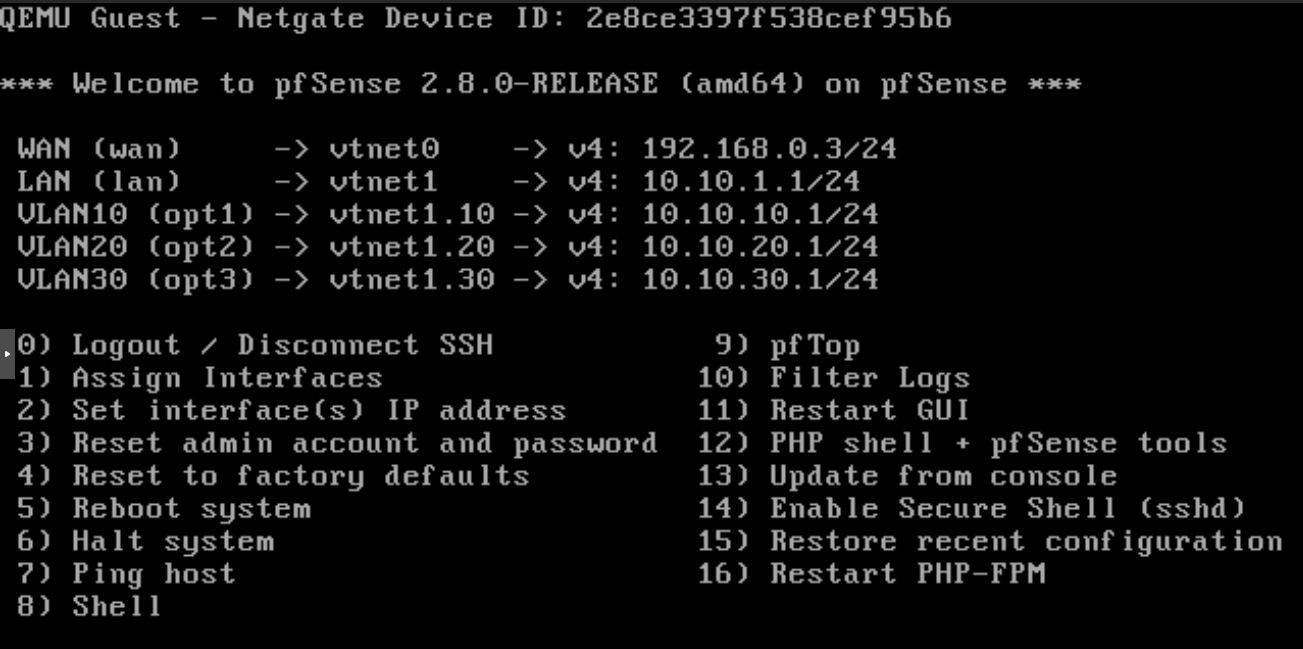 QEMU Guest - Netgate Device ID: 2e8ce3397f538cef95b6
*** Welcome to pfSense 2.8.0-RELEASE (amd64) on pfSense ***
WAN (wan)       -> vtnet0    -> v4: 192.168.0.3/24
LAN (lan)       -> vtnet1    -> v4: 10.10.1.1/24
VLAN10 (opt1) -> vtnet1.10 -> v4: 10.10.10.1/24
VLAN20 (opt2) -> vtnet1.20 -> v4: 10.10.20.1/24
VLAN30 (opt3) -> vtnet1.30 -> v4: 10.10.30.1/24
0) Logout / Disconnect SSH            9) pfTop
1) Assign Interfaces                 10) Filter Logs
2) Set interface(s) IP address       11) Restart GUI
3) Reset admin account and password  12) PHP shell + pfSense tools
4) Reset to factory defaults         13) Update from console
5) Reboot system                     14) Enable Secure Shell (sshd)
6) Halt system                       15) Restore recent configuration
7) Ping host                         16) Restart PHP-FPM
8) Shell